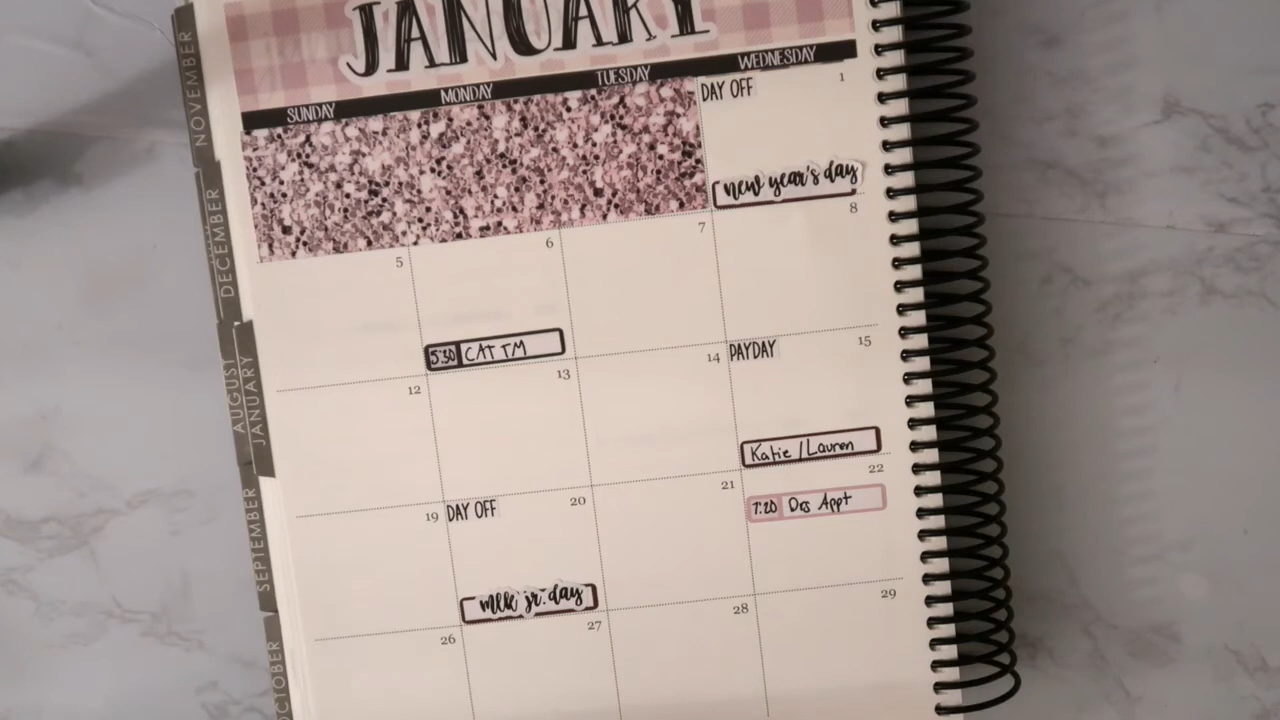 JANUARY
SUNDAY MONDAY TUESDAY WEDNESDAY
DAY OFF
1
new year's day
5
6
7
8
5:30 CAT TM
12
13
14
PAYDAY
15
Katie / Lauren
19
DAY OFF
20
21
22
7:20 Drs Appt
mlk jr. day
26
27
28
29
NOVEMBER
DECEMBER
AUGUST
JANUARY
SEPTEMBER
OCTOBER